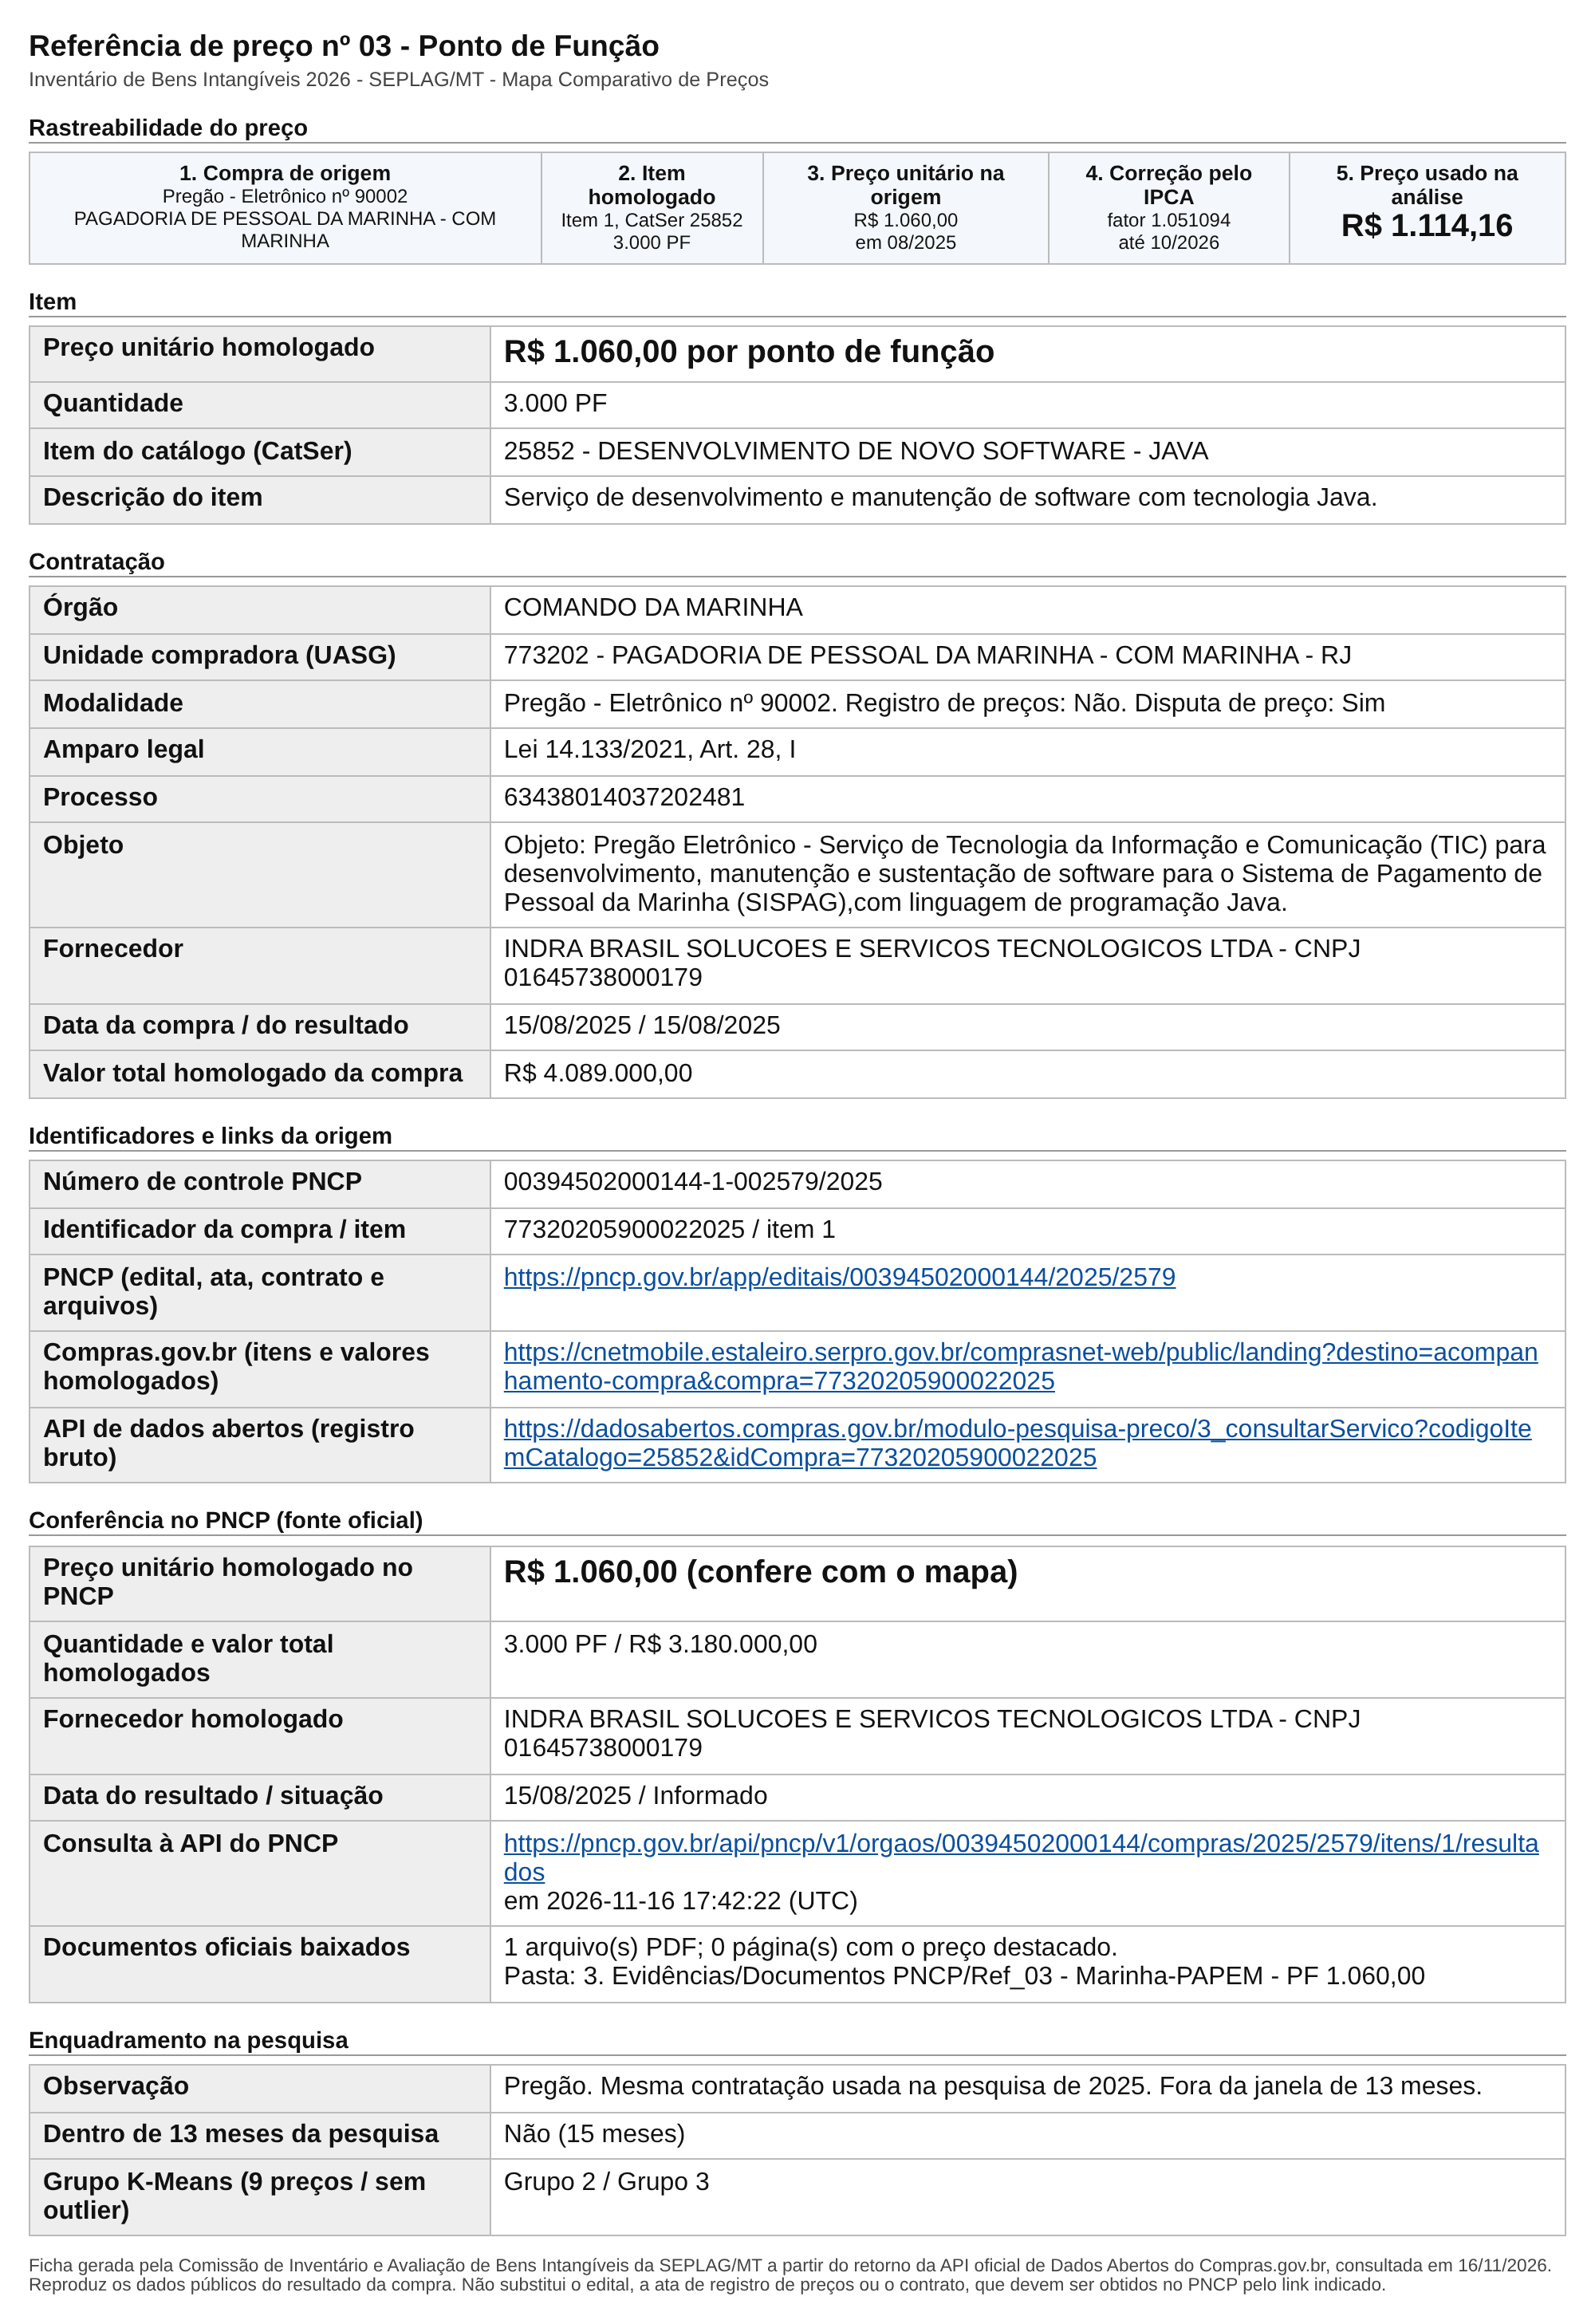 Referência de preço nº 03 - Ponto de Função
Inventário de Bens Intangíveis 2026 - SEPLAG/MT - Mapa Comparativo de Preços
Rastreabilidade do preço
1. Compra de origem
Pregão - Eletrônico nº 90002
PAGADORIA DE PESSOAL DA MARINHA - COM
MARINHA
2. Item
homologado
Item 1, CatSer 25852
3.000 PF
3. Preço unitário na
origem
R$ 1.060,00
em 08/2025
4. Correção pelo
IPCA
fator 1.051094
até 10/2026
5. Preço usado na
análise
R$ 1.114,16
Item
Preço unitário homologado
R$ 1.060,00 por ponto de função
Quantidade
3.000 PF
Item do catálogo (CatSer)
25852 - DESENVOLVIMENTO DE NOVO SOFTWARE - JAVA
Descrição do item
Serviço de desenvolvimento e manutenção de software com tecnologia Java.
Contratação
Órgão
COMANDO DA MARINHA
Unidade compradora (UASG)
773202 - PAGADORIA DE PESSOAL DA MARINHA - COM MARINHA - RJ
Modalidade
Pregão - Eletrônico nº 90002. Registro de preços: Não. Disputa de preço: Sim
Amparo legal
Lei 14.133/2021, Art. 28, I
Processo
63438014037202481
Objeto
Objeto: Pregão Eletrônico - Serviço de Tecnologia da Informação e Comunicação (TIC) para
desenvolvimento, manutenção e sustentação de software para o Sistema de Pagamento de
Pessoal da Marinha (SISPAG),com linguagem de programação Java.
Fornecedor
INDRA BRASIL SOLUCOES E SERVICOS TECNOLOGICOS LTDA - CNPJ
01645738000179
Data da compra / do resultado
15/08/2025 / 15/08/2025
Valor total homologado da compra
R$ 4.089.000,00
Identificadores e links da origem
Número de controle PNCP
00394502000144-1-002579/2025
Identificador da compra / item
77320205900022025 / item 1
PNCP (edital, ata, contrato e
arquivos)
https://pncp.gov.br/app/editais/00394502000144/2025/2579
Compras.gov.br (itens e valores
homologados)
https://cnetmobile.estaleiro.serpro.gov.br/comprasnet-web/public/landing?destino=acompan
hamento-compra&compra=77320205900022025
API de dados abertos (registro
bruto)
https://dadosabertos.compras.gov.br/modulo-pesquisa-preco/3_consultarServico?codigoIte
mCatalogo=25852&idCompra=77320205900022025
Conferência no PNCP (fonte oficial)
Preço unitário homologado no
PNCP
R$ 1.060,00 (confere com o mapa)
Quantidade e valor total
homologados
3.000 PF / R$ 3.180.000,00
Fornecedor homologado
INDRA BRASIL SOLUCOES E SERVICOS TECNOLOGICOS LTDA - CNPJ
01645738000179
Data do resultado / situação
15/08/2025 / Informado
Consulta à API do PNCP
https://pncp.gov.br/api/pncp/v1/orgaos/00394502000144/compras/2025/2579/itens/1/resulta
dos
em 2026-11-16 17:42:22 (UTC)
Documentos oficiais baixados
1 arquivo(s) PDF; 0 página(s) com o preço destacado.
Pasta: 3. Evidências/Documentos PNCP/Ref_03 - Marinha-PAPEM - PF 1.060,00
Enquadramento na pesquisa
Observação
Pregão. Mesma contratação usada na pesquisa de 2025. Fora da janela de 13 meses.
Dentro de 13 meses da pesquisa
Não (15 meses)
Grupo K-Means (9 preços / sem
outlier)
Grupo 2 / Grupo 3
Ficha gerada pela Comissão de Inventário e Avaliação de Bens Intangíveis da SEPLAG/MT a partir do retorno da API oficial de Dados Abertos do Compras.gov.br, consultada em 16/11/2026.
Reproduz os dados públicos do resultado da compra. Não substitui o edital, a ata de registro de preços ou o contrato, que devem ser obtidos no PNCP pelo link indicado.